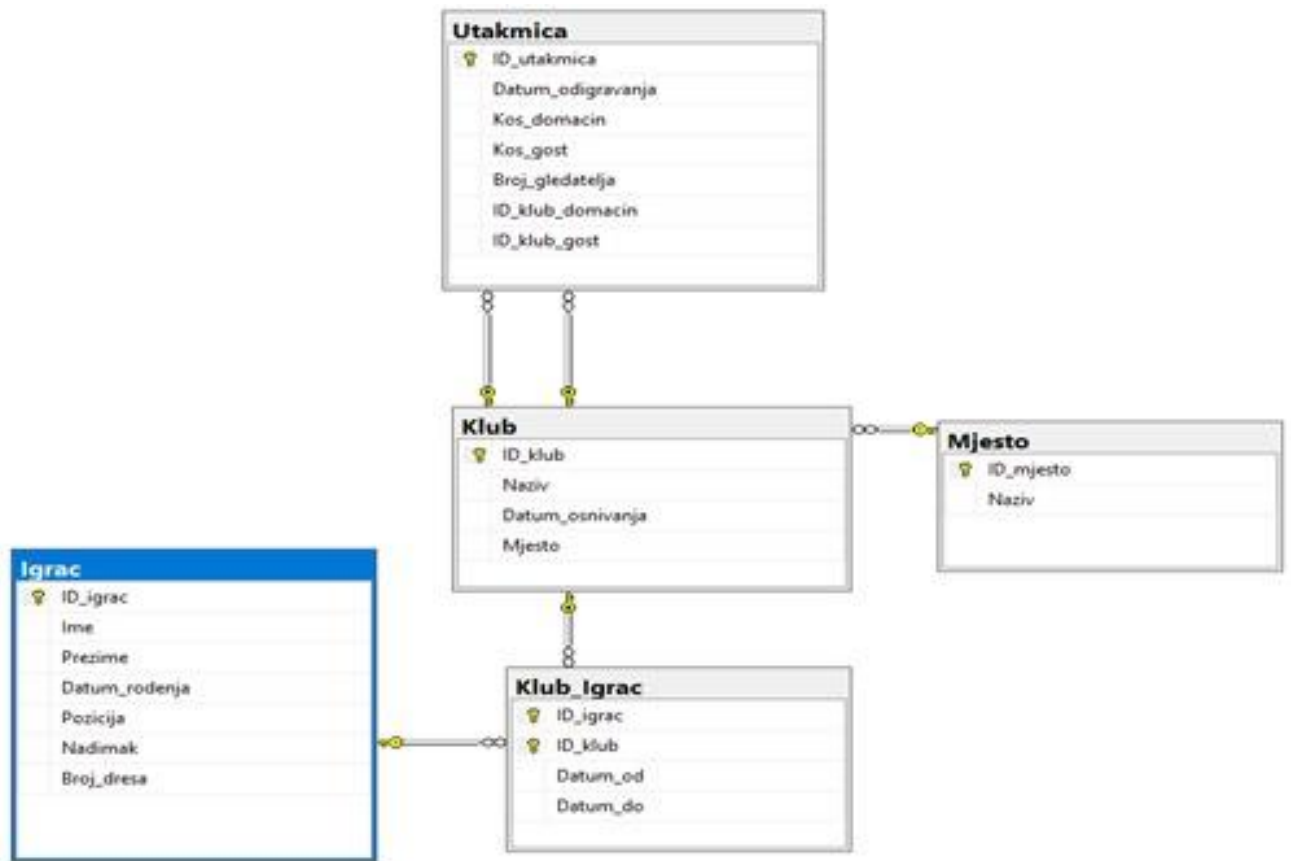 Utakmica
ID_utakmica
Datum_odigravanja
Kos_domacin
Kos_gost
Broj_gledatelja
ID_klub_domacin
ID_klub_gost
Klub
ID_klub
Naziv
Datum_osnivanja
Mjesto
Mjesto
ID_mjesto
Naziv
Igrac
ID_igrac
Ime
Prezime
Datum_rođenja
Pozicija
Nadimak
Broj_dresa
Klub_Igrac
ID_igrac
ID_klub
Datum_od
Datum_do